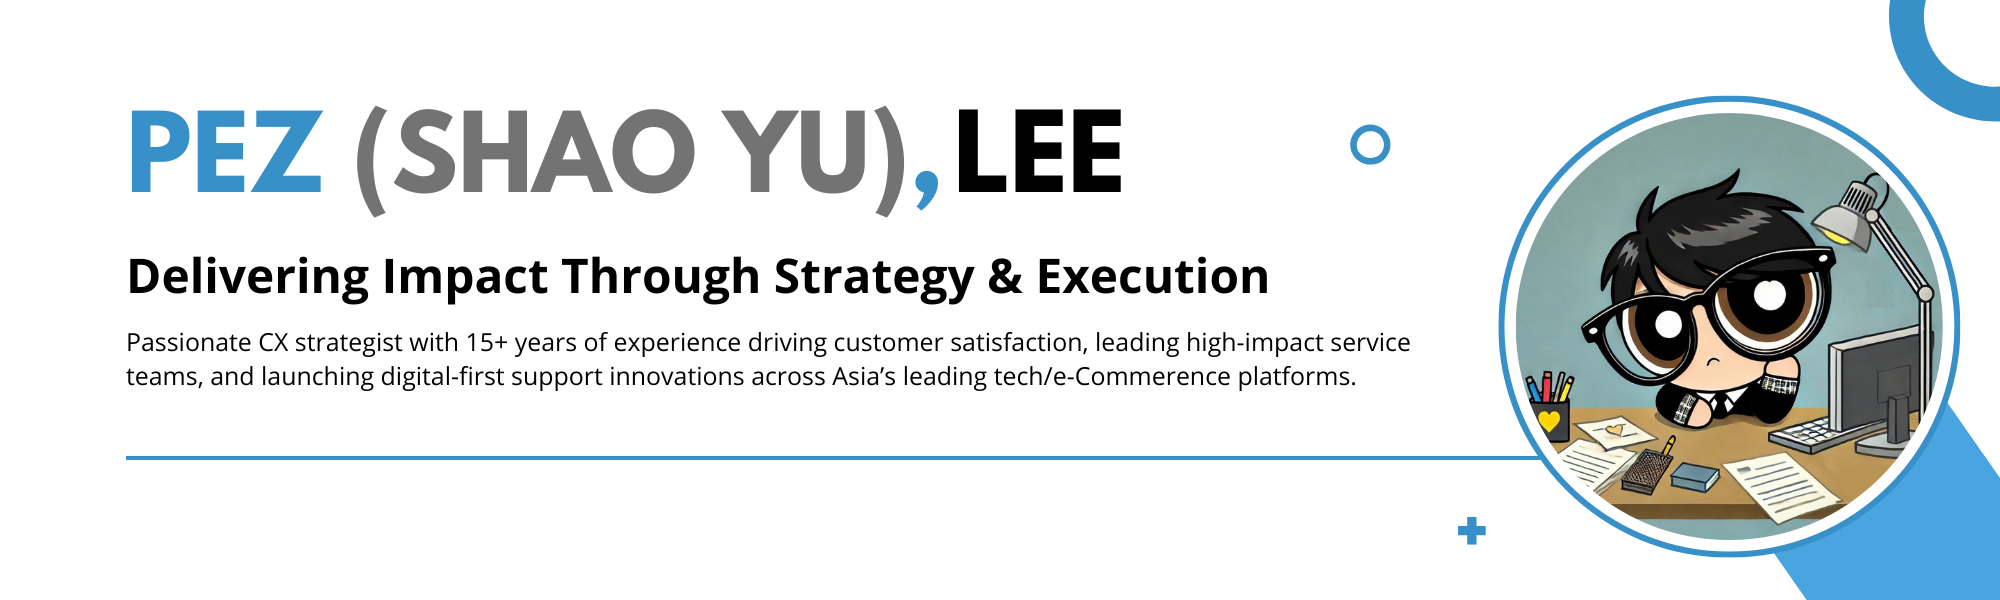 PEZ (SHAO YU), LEE
Delivering Impact Through Strategy & Execution
Passionate CX strategist with 15+ years of experience driving customer satisfaction, leading high-impact service
teams, and launching digital-first support innovations across Asia’s leading tech/e-Commerence platforms.